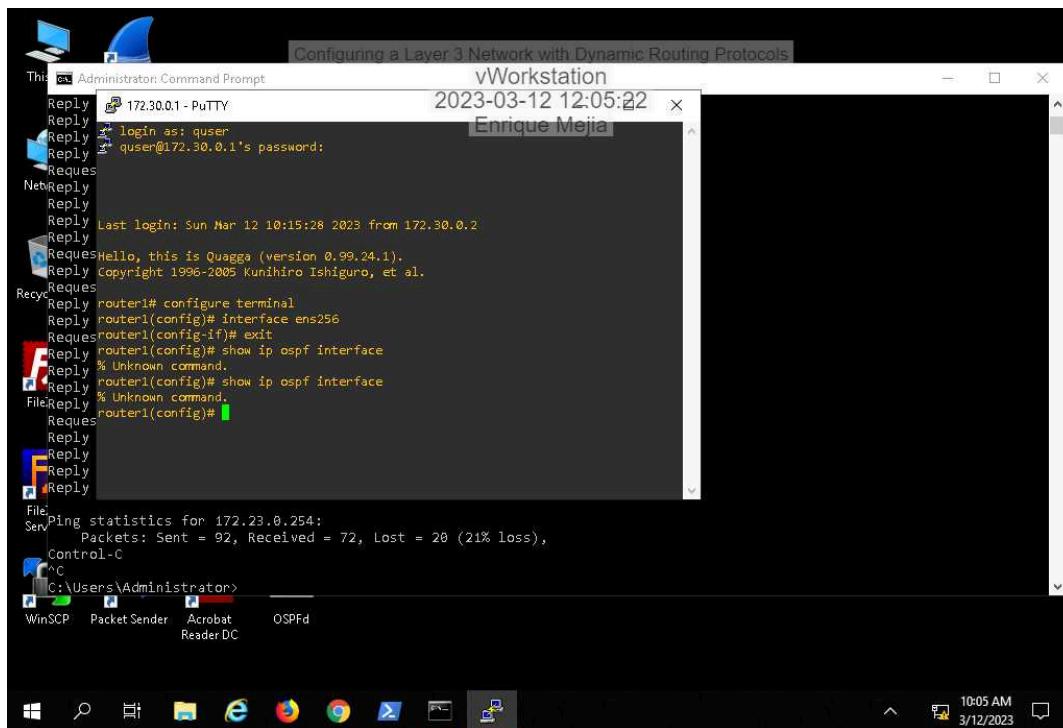 Configuring a Layer 3 Network with Dynamic Routing Protocols
vWorkstation
2023-03-12 12:05:22
Enrique Mejia
This
Administrator: Command Prompt
172.30.0.1 - PuTTY
login as: quser
quser@172.30.0.1's password:
Last login: Sun Mar 12 10:15:28 2023 from 172.30.0.2
Hello, this is Quagga (version 0.99.24.1).
Copyright 1996-2005 Kunihiro Ishiguro, et al.
router1# configure terminal
router1(config)# interface ens256
router1(config-if)# exit
router1(config)# show ip ospf interface
% Unknown command.
router1(config)# show ip ospf interface
% Unknown command.
router1(config)#
Reply
Reply
Reply
Reply
Reques
Reply
Reply
Reply
Reply
Reques
Reply
Reques
Reply
Reply
Reques
Reply
Reply
Reply
Reply
Reques
Reply
Reply
Reply
Reply
Netw
Recyc
File
File
Serv
Ping statistics for 172.23.0.254:
Packets: Sent = 92, Received = 72, Lost = 20 (21% loss),
Control-C
^C
C:\Users\Administrator>
WinSCP
Packet Sender
Acrobat
Reader DC
OSPFd
10:05 AM
3/12/2023